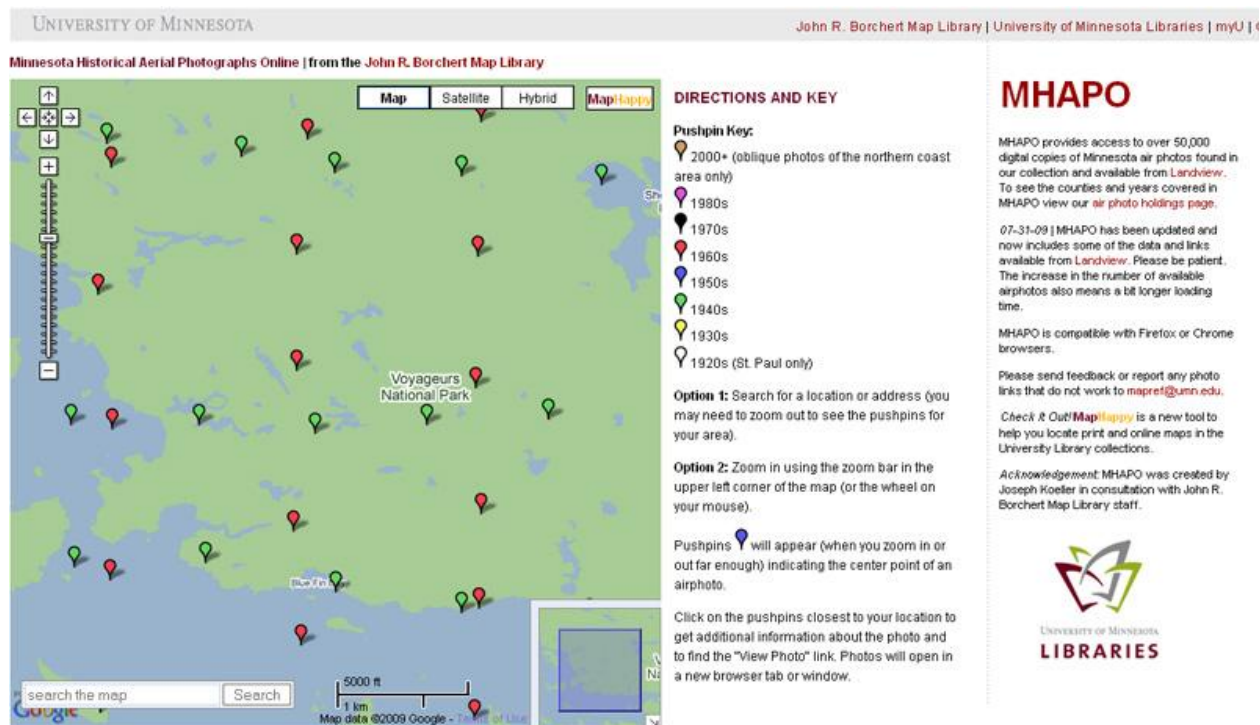 UNIVERSITY OF MINNESOTA
John R. Borchert Map Library | University of Minnesota Libraries | myU |
Minnesota Historical Aerial Photographs Online | from the John R. Borchert Map Library
Map
Satellite
Hybrid
MapHappy
Voyageurs
National Park
Blue Fin
search the map
Search
Google
5000 ft
1 km
Map data ©2009 Google - Terms of Use
DIRECTIONS AND KEY
Pushpin Key:
2000+ (oblique photos of the northern coast
area only)
1980s
1970s
1960s
1950s
1940s
1930s
1920s (St. Paul only)
Option 1: Search for a location or address (you
may need to zoom out to see the pushpins for
your area).
Option 2: Zoom in using the zoom bar in the
upper left corner of the map (or the wheel on
your mouse).
Pushpins will appear (when you zoom in or
out far enough) indicating the center point of an
airphoto.
Click on the pushpins closest to your location to
get additional information about the photo and
to find the "View Photo" link. Photos will open in
a new browser tab or window.
MHAPO
MHAPO provides access to over 50,000
digital copies of Minnesota air photos found in
our collection and available from Landview.
To see the counties and years covered in
MHAPO view our air photo holdings page.
07-31-09 | MHAPO has been updated and
now includes some of the data and links
available from Landview. Please be patient.
The increase in the number of available
airphotos also means a bit longer loading
time.
MHAPO is compatible with Firefox or Chrome
browsers.
Please send feedback or report any photo
links that do not work to mapref@umn.edu.
Check It Out! MapHappy is a new tool to
help you locate print and online maps in the
University Library collections.
Acknowledgement: MHAPO was created by
Joseph Koeller in consultation with John R.
Borchert Map Library staff.
UNIVERSITY OF MINNESOTA
LIBRARIES